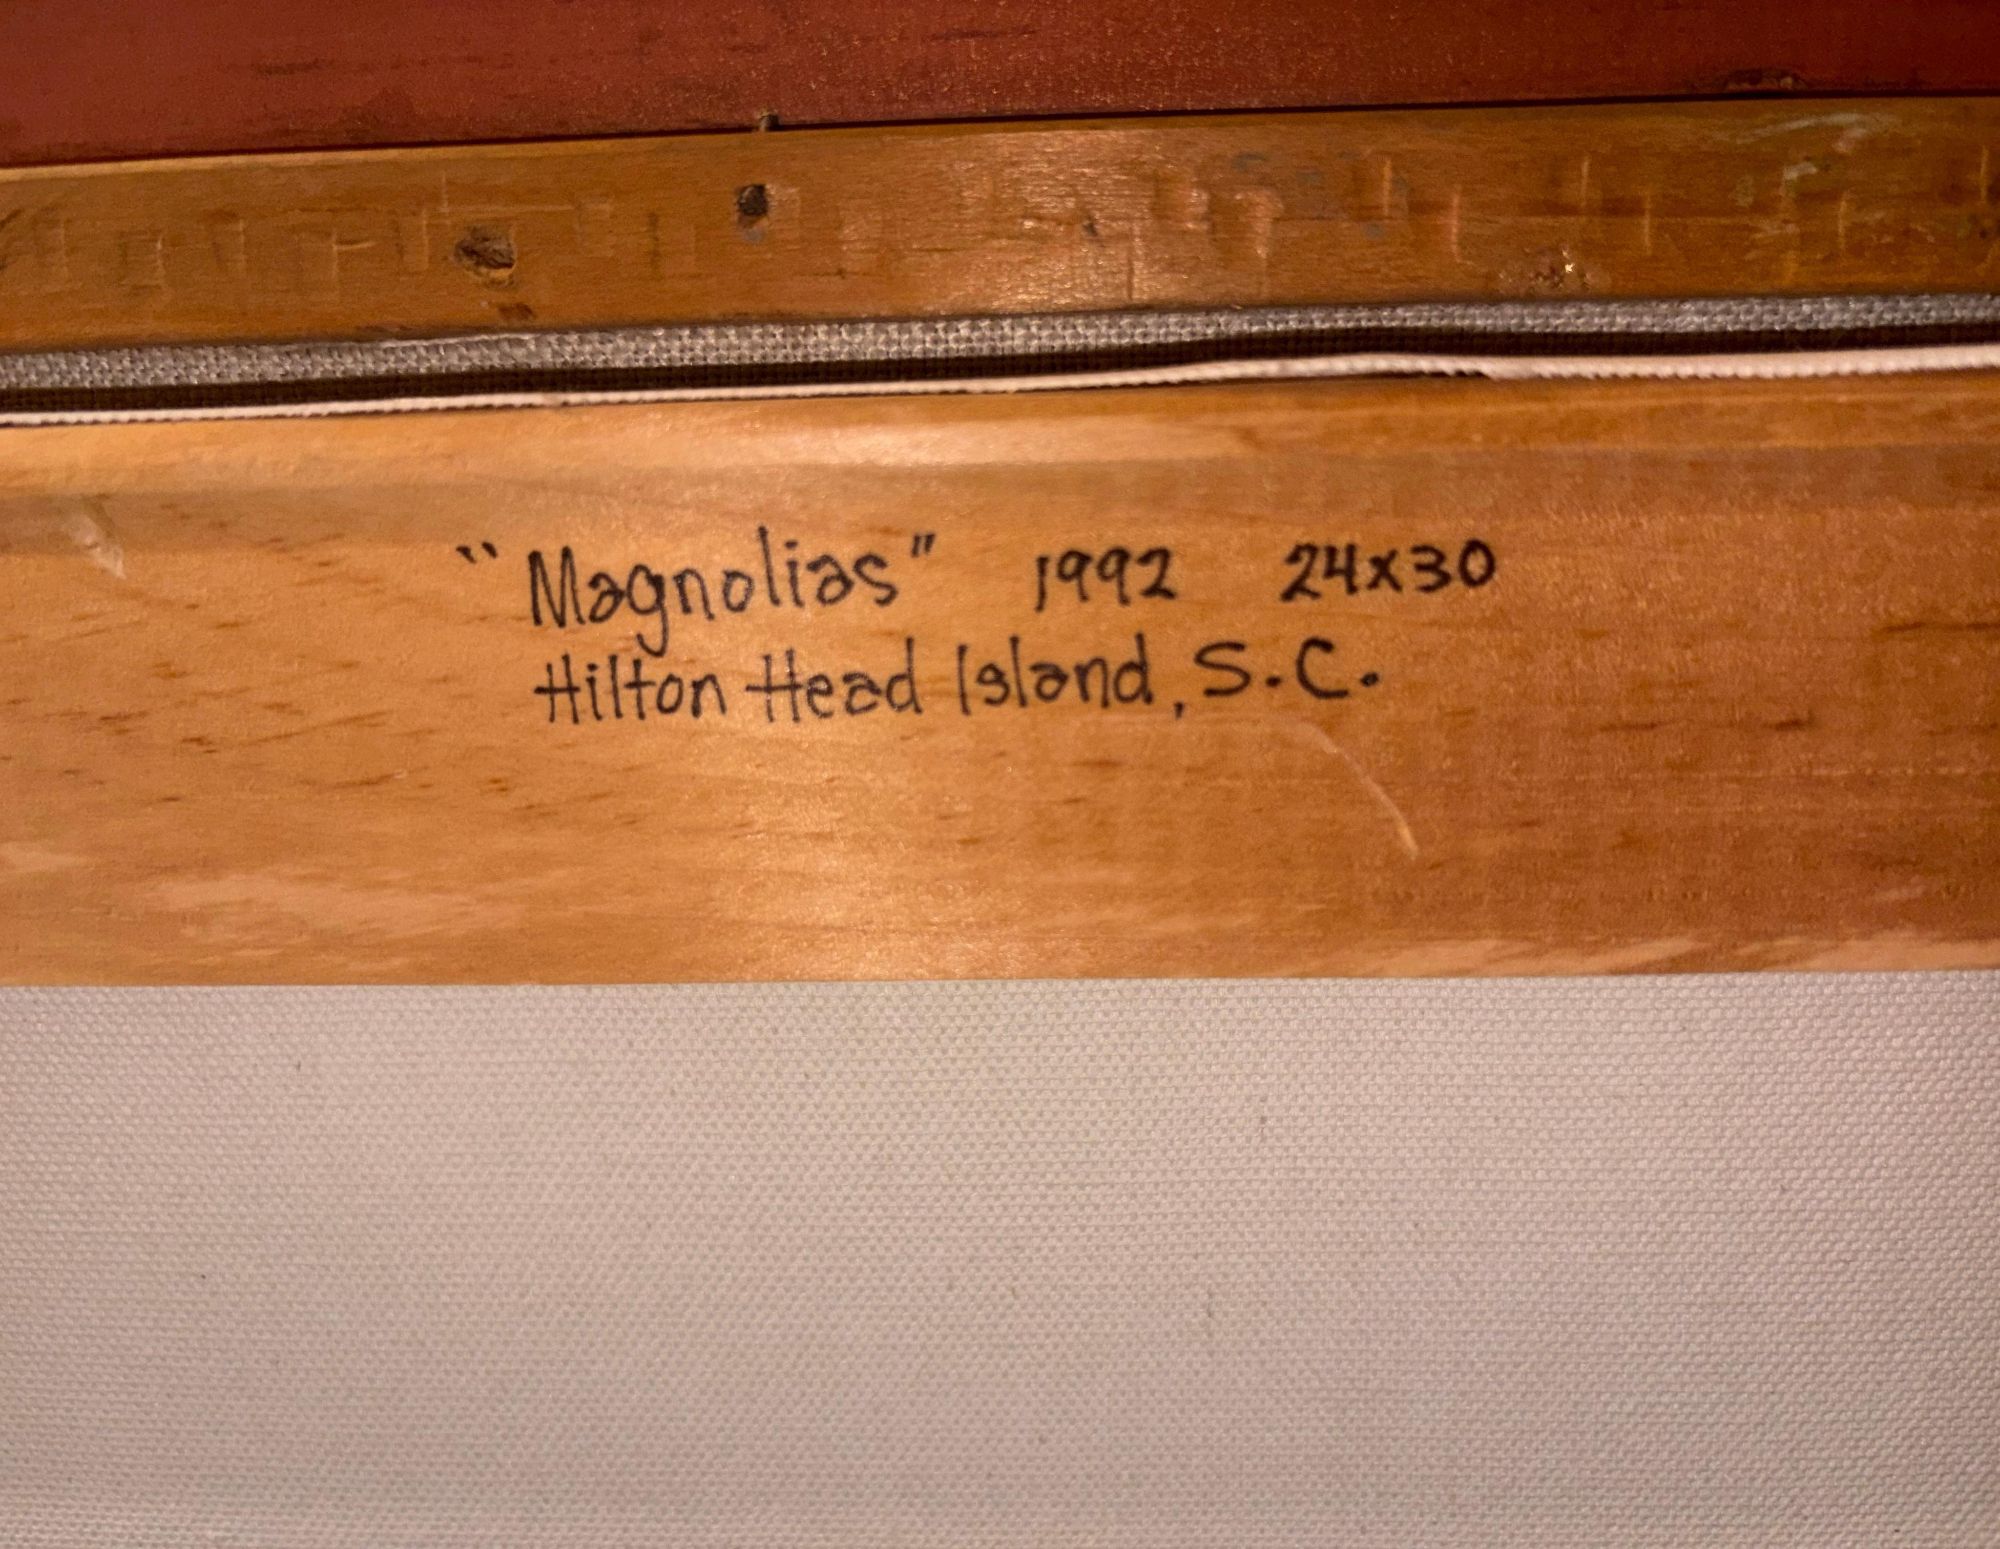 "Magnolias" 1992 24x30
Hilton Head Island, S.C.